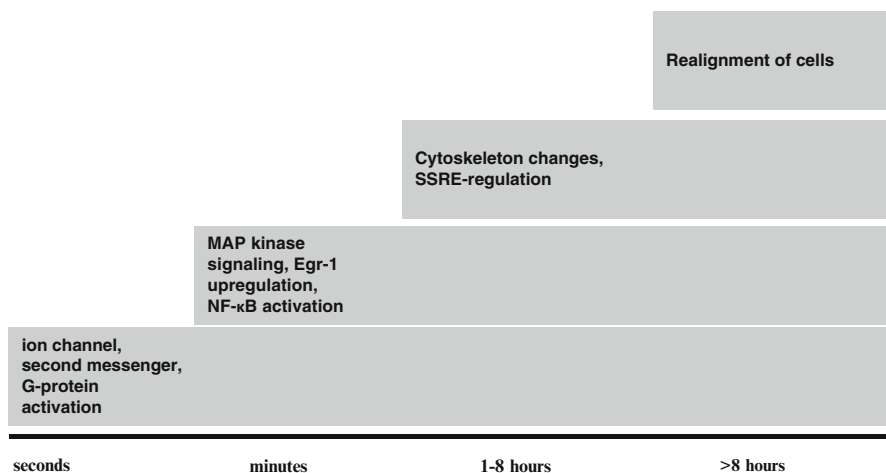 Realignment of cells
Cytoskeleton changes,
SSRE-regulation
MAP kinase
signaling, Egr-1
upregulation,
NF-κB activation
ion channel,
second messenger,
G-protein
activation
seconds minutes 1-8 hours >8 hours